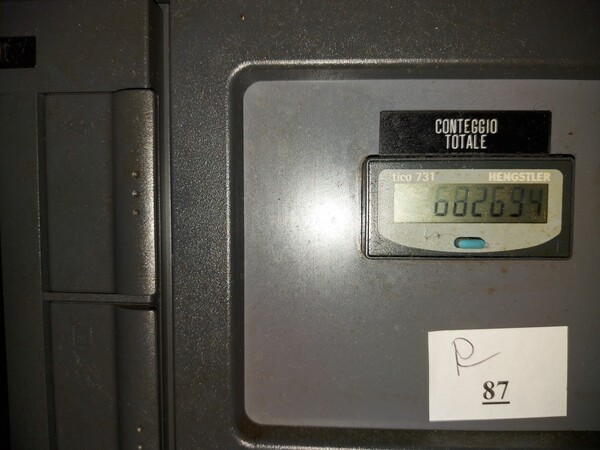 CONTEGGIO
TOTALE
tico 731 HENGSTLER
682694
R
87